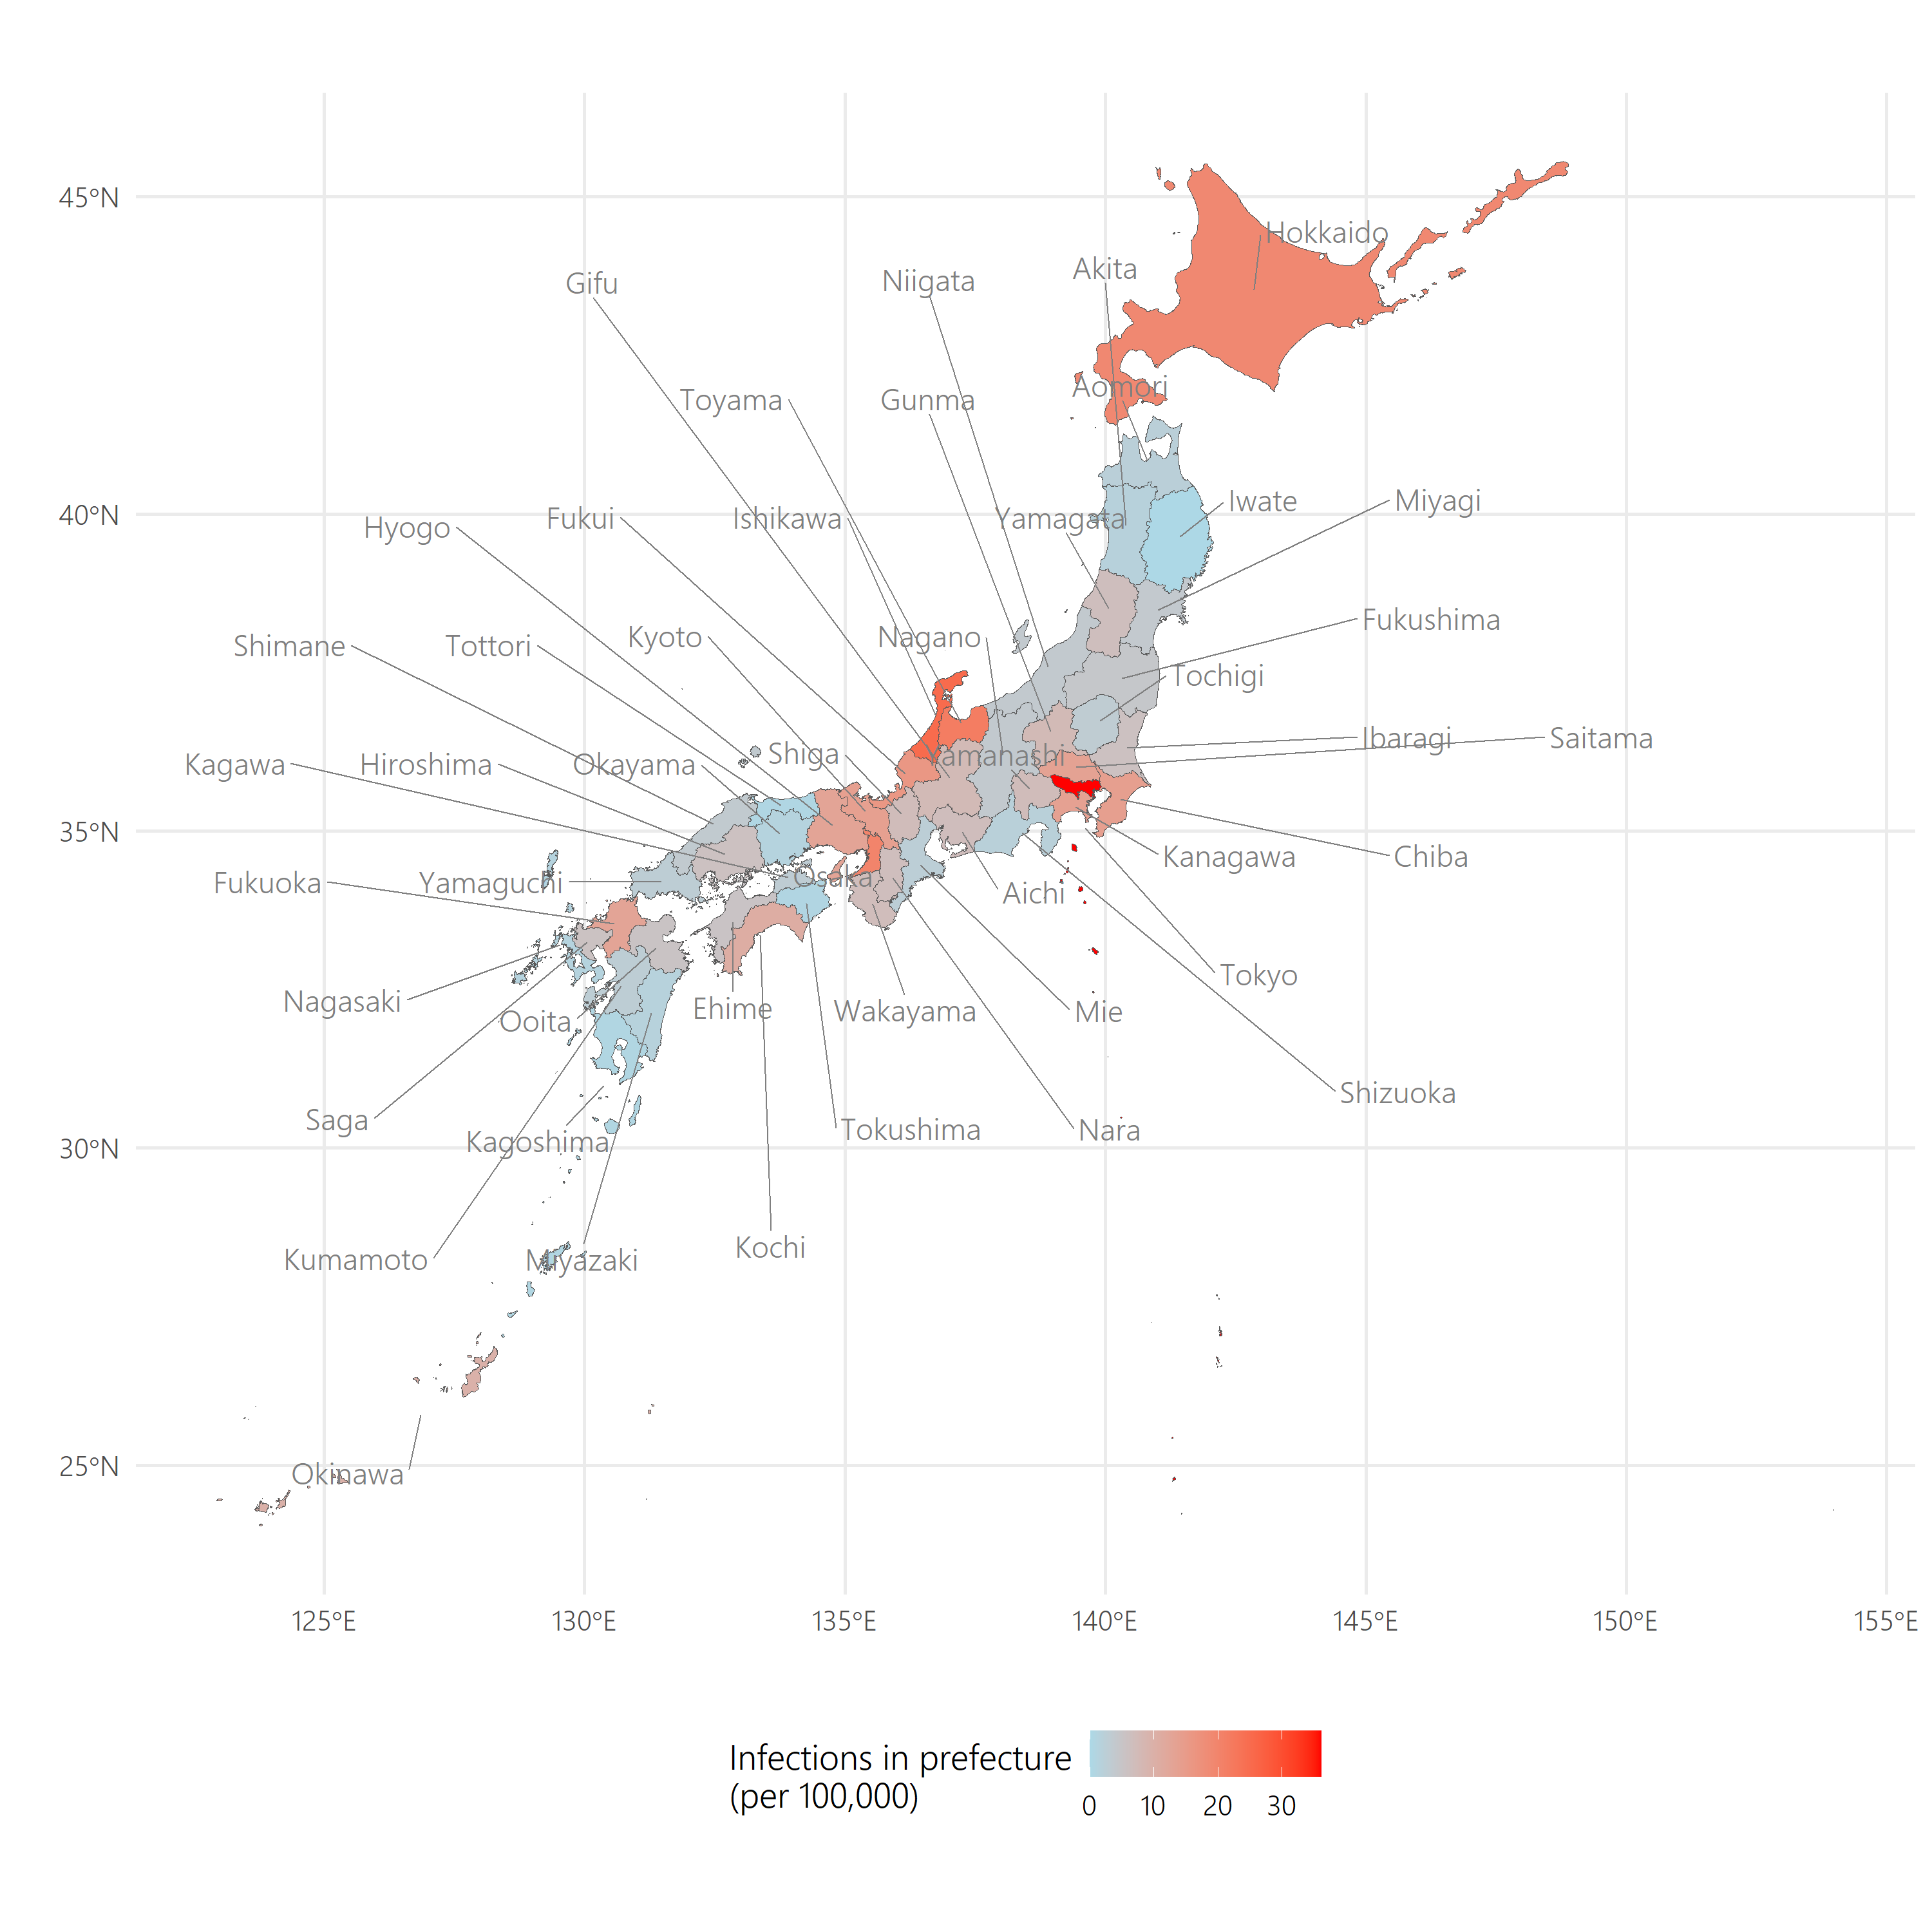 45°N
Hokkaido
Akita
Niigata
Gifu
Aomori
Toyama
Gunma
40°N
Iwate
Miyagi
Hyogo
Fukui
Ishikawa
Yamagata
Fukushima
Shimane
Tottori
Kyoto
Nagano
Tochigi
Kagawa
Hiroshima
Okayama
Shiga
Yamanashi
Ibaragi
Saitama
35°N
Kanagawa
Chiba
Fukuoka
Yamaguchi
Osaka
Aichi
Tokyo
Nagasaki
Ooita
Ehime
Wakayama
Mie
Shizuoka
Saga
Kagoshima
Tokushima
Nara
30°N
Kumamoto
Miyazaki
Kochi
25°N
Okinawa
125°E 130°E 135°E 140°E 145°E 150°E 155°E
Infections in prefecture
(per 100,000)
0 10 20 30